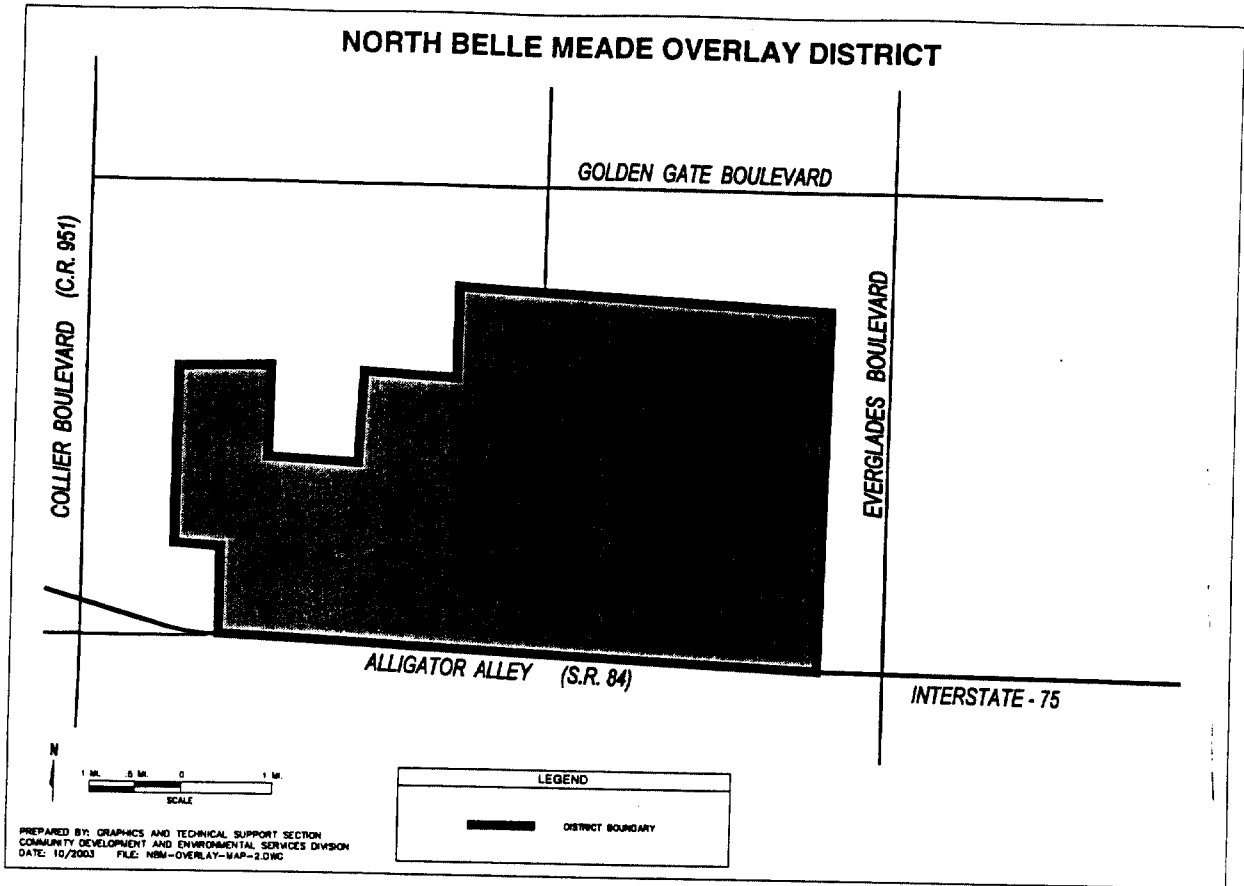 NORTH BELLE MEADE OVERLAY DISTRICT
GOLDEN GATE BOULEVARD
COLLIER BOULEVARD (C.R. 951)
EVERGLADES BOULEVARD
ALLIGATOR ALLEY (S.R. 84)
INTERSTATE - 75
N
1 MI. .5 MI. 0 1 MI.
SCALE
LEGEND
DISTRICT BOUNDARY
PREPARED BY: GRAPHICS AND TECHNICAL SUPPORT SECTION
COMMUNITY DEVELOPMENT AND ENVIRONMENTAL SERVICES DIVISION
DATE: 10/2003 FILE: NBM-OVERLAY-MAP-2.DWG